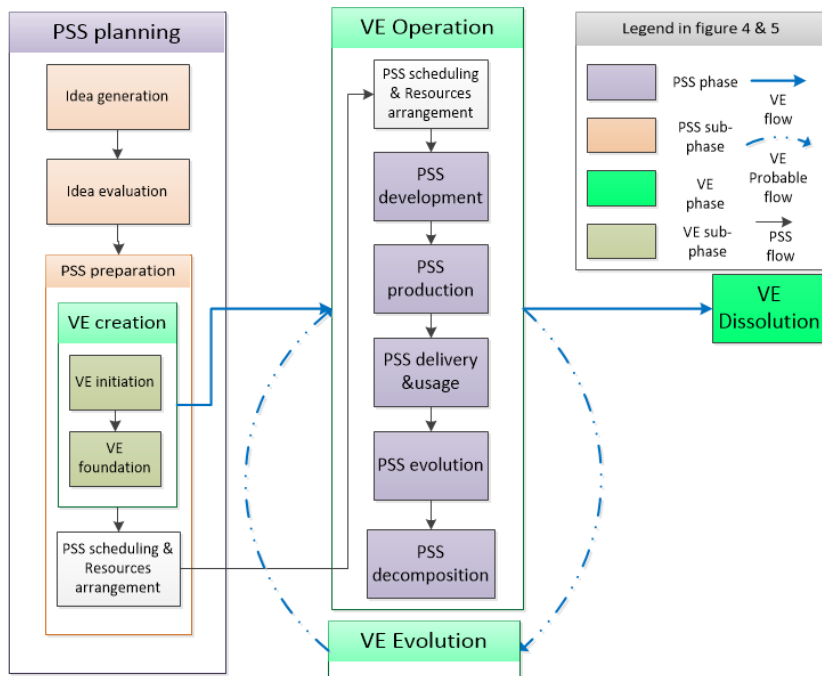 PSS planning
Idea generation
Idea evaluation
PSS preparation
VE creation
VE initiation
VE
foundation
PSS scheduling &
Resources
arrangement
VE Operation
PSS scheduling
& Resources
arrangement
PSS
development
PSS
production
PSS delivery
&usage
PSS evolution
PSS
decomposition
VE Evolution
Legend in figure 4 & 5
PSS phase
VE
flow
PSS sub-
phase
VE
Probable
flow
VE
phase
VE sub-
phase
PSS
flow
VE
Dissolution